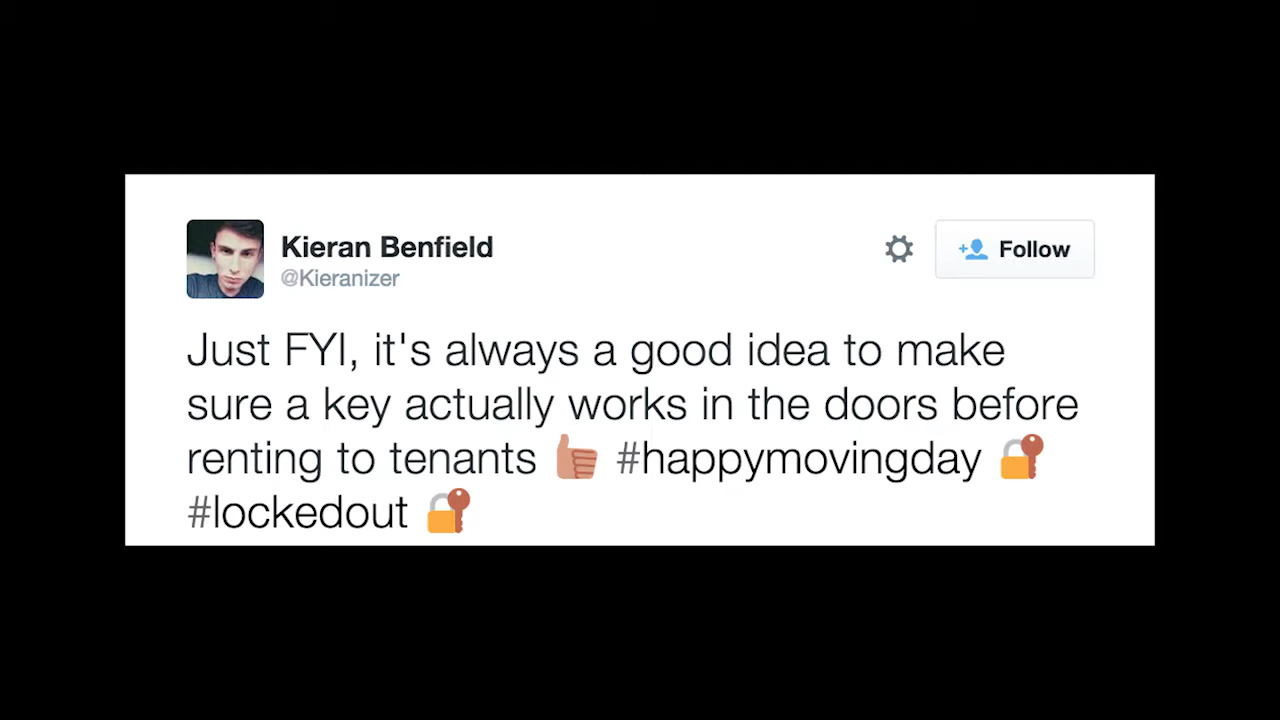 Kieran Benfield
@Kieranizer
Follow
Just FYI, it's always a good idea to make
sure a key actually works in the doors before
renting to tenants 👍 #happymovingday 🔐
#lockedout 🔐